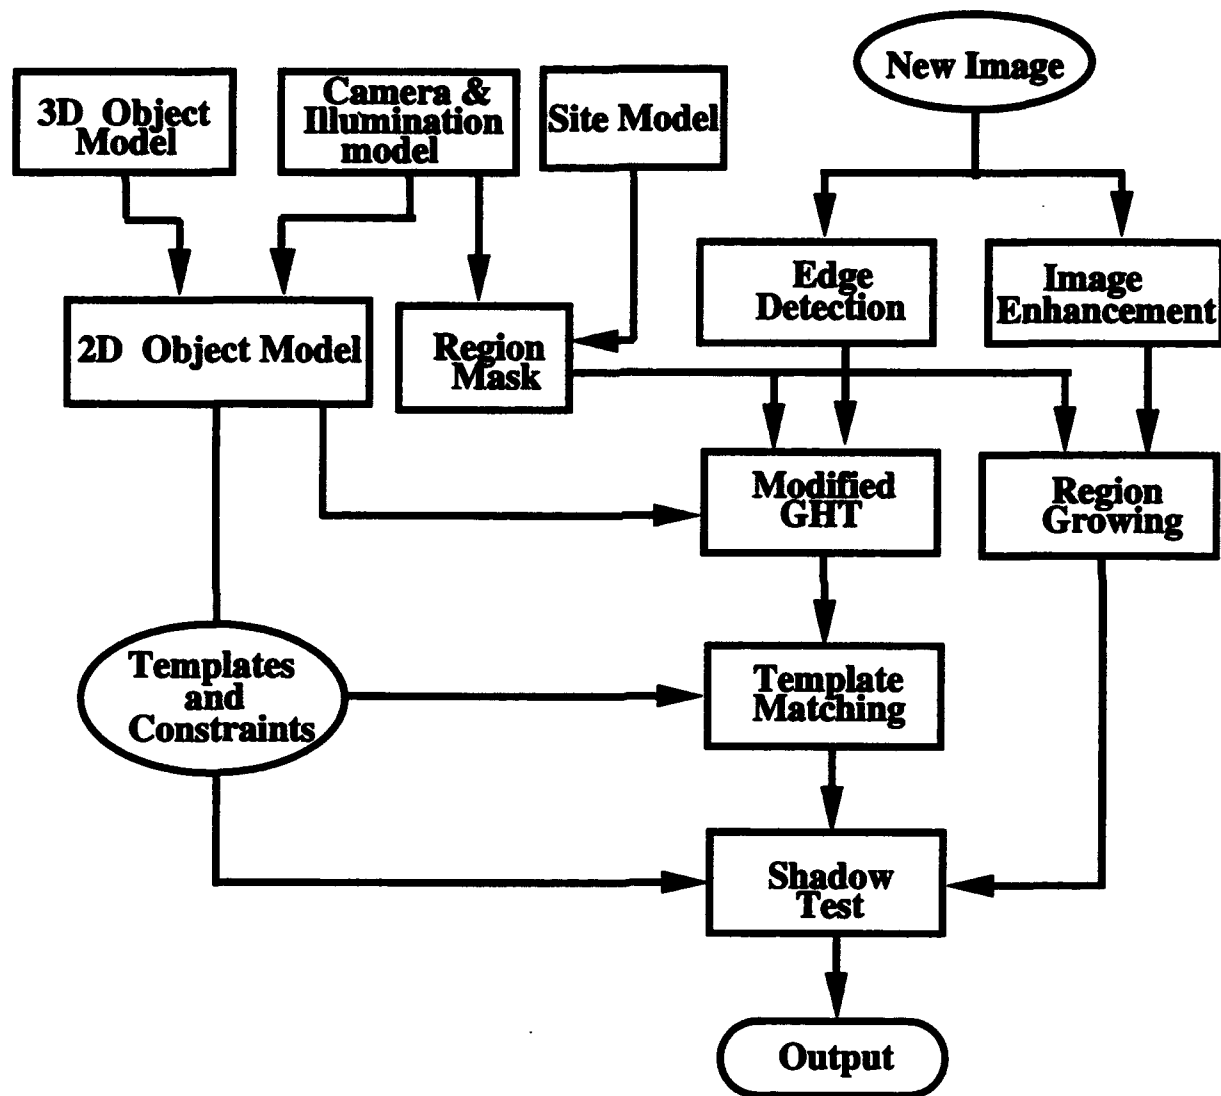 New Image
3D Object
Model
Camera &
Illumination
model
Site Model
Edge
Detection
Image
Enhancement
2D Object Model
Region
Mask
Modified
GHT
Region
Growing
Templates
and
Constraints
Template
Matching
Shadow
Test
Output